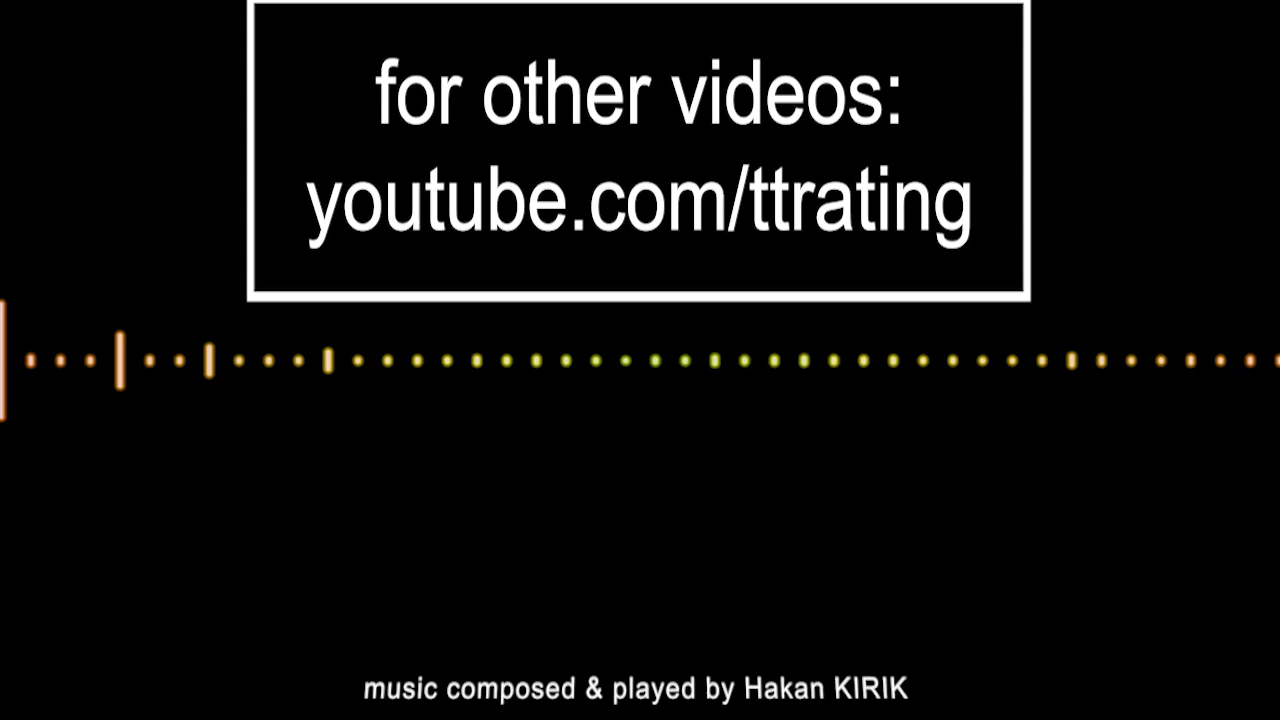 for other videos:
youtube.com/ttrating
music composed & played by Hakan KIRIK